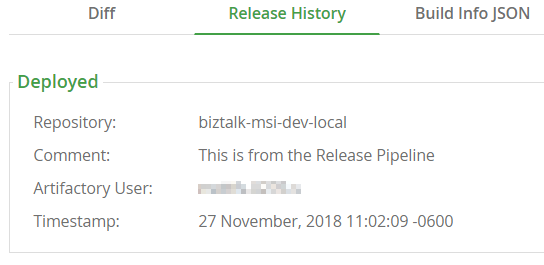 Diff Release History Build Info JSON
Deployed
Repository: biztalk-msi-dev-local
Comment: This is from the Release Pipeline
Artifactory User:
Timestamp: 27 November, 2018 11:02:09 -0600